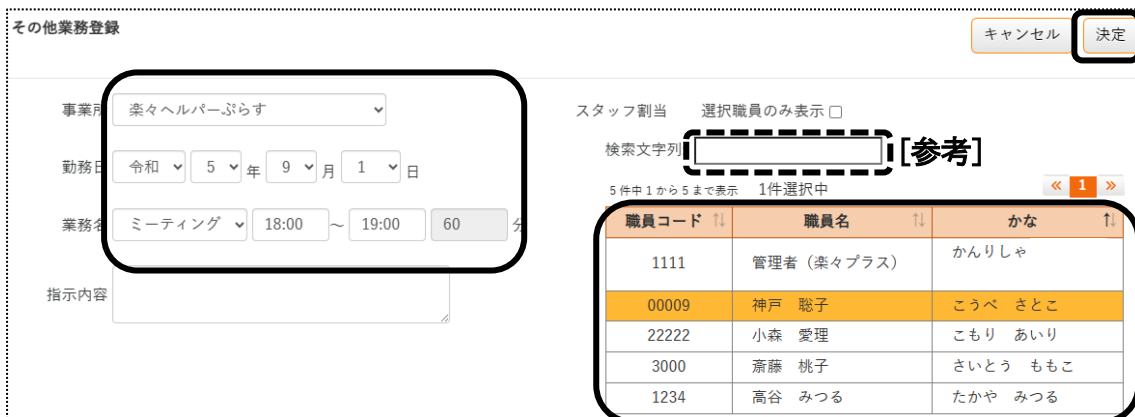 その他業務登録
キャンセル 決定
事業所 楽々ヘルパーぷらす
勤務日 令和 5 年 9 月 1 日
業務名 ミーティング 18:00 ～ 19:00 60 分
指示内容
スタッフ割当 選択職員のみ表示
検索文字列 [参考]
5件中1から5まで表示 1件選択中 « 1 »
職員コード 職員名 かな
1111 管理者（楽々プラス） かんりしゃ
00009 神戸 聡子 こうべ さとこ
22222 小森 愛理 こもり あいり
3000 斎藤 桃子 さいとう ももこ
1234 高谷 みつる たかや みつる